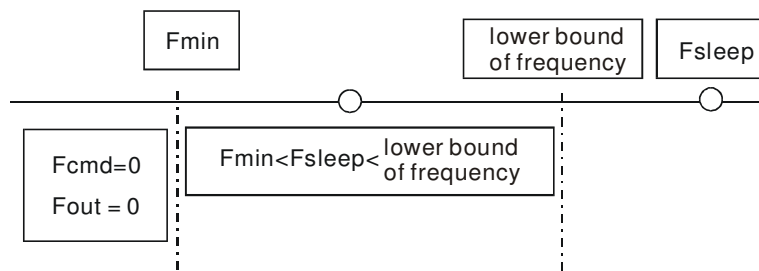 Fmin
lower bound
of frequency
Fsleep
Fcmd=0
Fout = 0
Fmin<Fsleep< lower bound
of frequency